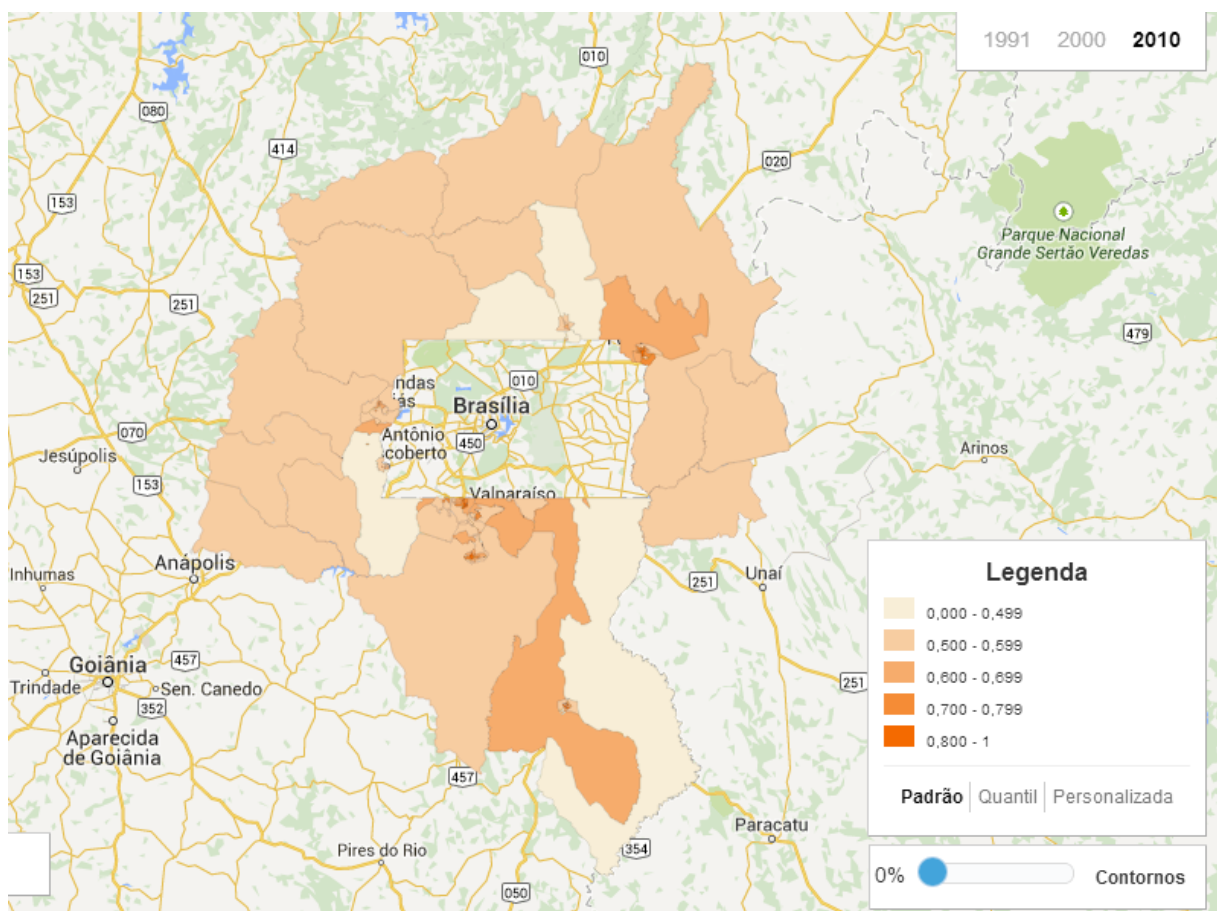 1991 2000 2010
010
080
414
020
153
Parque Nacional
Grande Sertão Veredas
153
251
251
479
ndas
iás
010
Brasília
070
Antônio
coberto
450
Jesúpolis
Arinos
153
Valparaíso
Anápolis
Inhumas
251
Unaí
Legenda
0,000 - 0,499
0,500 - 0,599
0,600 - 0,699
0,700 - 0,799
0,800 - 1
Goiânia
457
Trindade
Sen. Canedo
251
352
Aparecida
de Goiânia
457
Padrão Quantil Personalizada
Paracatu
Pires do Rio
354
050
0%
Contornos